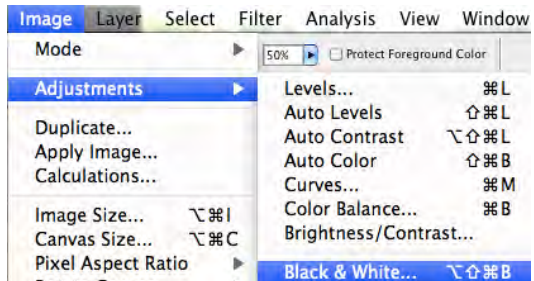 Image Layer Select Filter Analysis View Window
Mode
50% Protect Foreground Color
Adjustments
Duplicate...
Apply Image...
Calculations...
Image Size... ⌥⌘I
Canvas Size... ⌥⌘C
Pixel Aspect Ratio
Levels... ⌘L
Auto Levels ⇧⌘L
Auto Contrast ⌥⇧⌘L
Auto Color ⇧⌘B
Curves... ⌘M
Color Balance... ⌘B
Brightness/Contrast...
Black & White... ⌥⇧⌘B